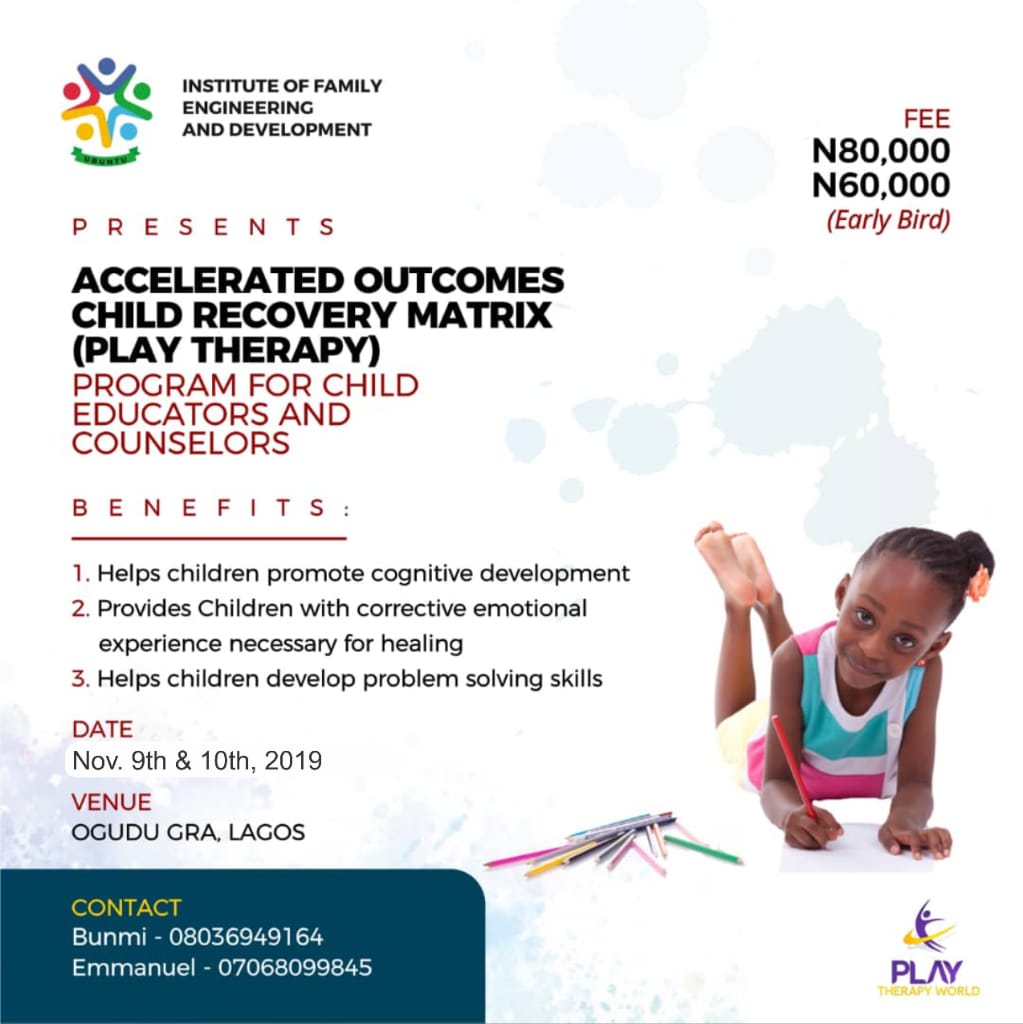 INSTITUTE OF FAMILY
ENGINEERING
AND DEVELOPMENT
UBUNTU
FEE
N80,000
N60,000
(Early Bird)
PRESENTS
ACCELERATED OUTCOMES
CHILD RECOVERY MATRIX
(PLAY THERAPY)
PROGRAM FOR CHILD
EDUCATORS AND
COUNSELORS
BENEFITS:
1. Helps children promote cognitive development
2. Provides Children with corrective emotional
experience necessary for healing
3. Helps children develop problem solving skills
DATE
Nov. 9th & 10th, 2019
VENUE
OGUDU GRA, LAGOS
CONTACT
Bunmi - 08036949164
Emmanuel - 07068099845
PLAY
THERAPY WORLD